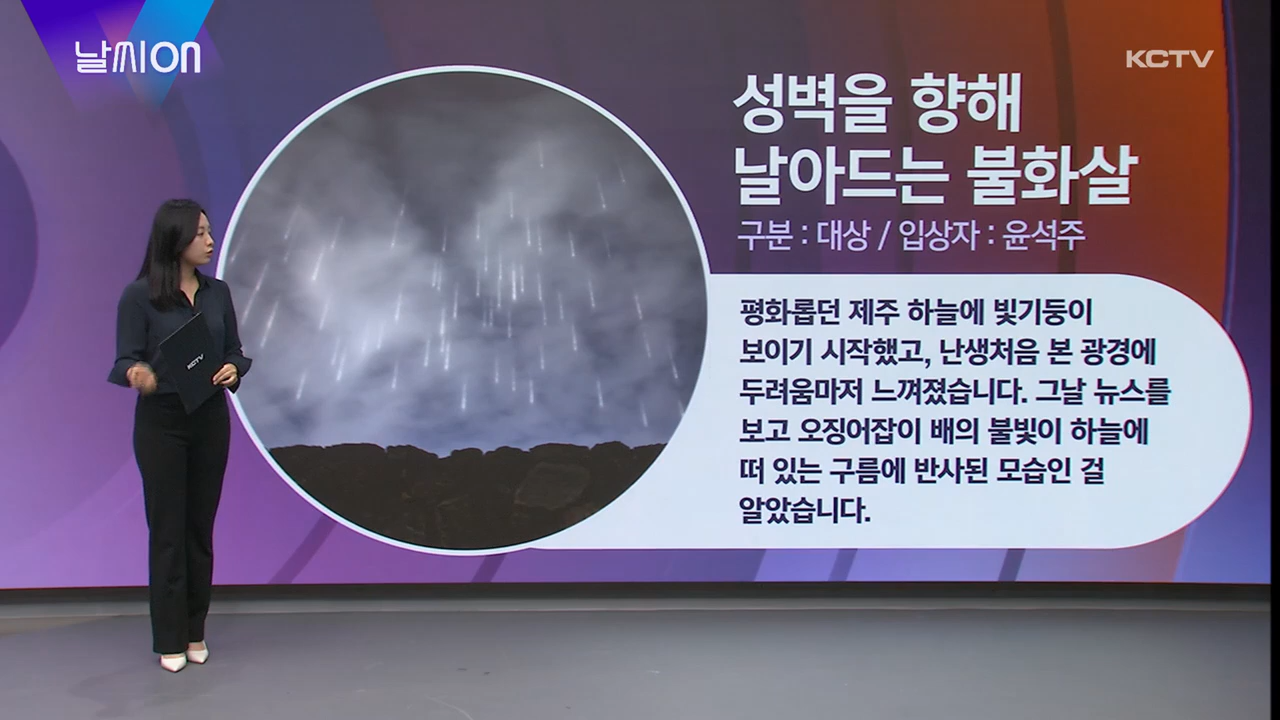 날씨ON
KCTV
성벽을 향해
날아드는 불화살
구분 : 대상 / 입상자 : 윤석주
평화롭던 제주 하늘에 빛기둥이
보이기 시작했고, 난생처음 본 광경에
두려움마저 느껴졌습니다. 그날 뉴스를
보고 오징어잡이 배의 불빛이 하늘에
떠 있는 구름에 반사된 모습인 걸
알았습니다.
KCTV